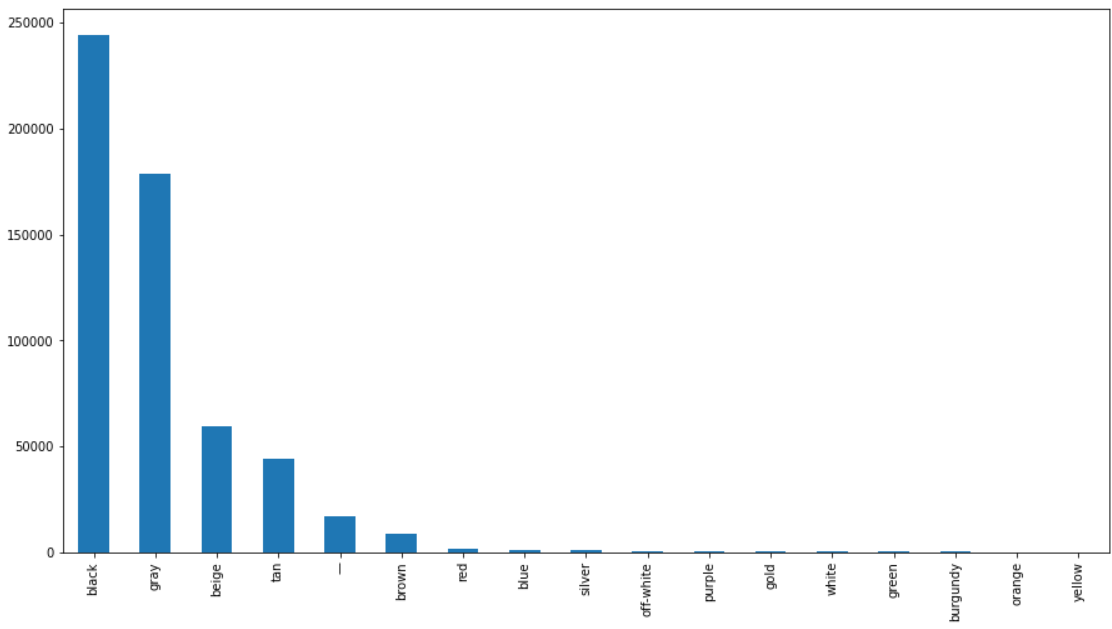 250000
200000
150000
100000
50000
0
black
gray
beige
tan
—
brown
red
blue
silver
off-white
purple
gold
white
green
burgundy
orange
yellow